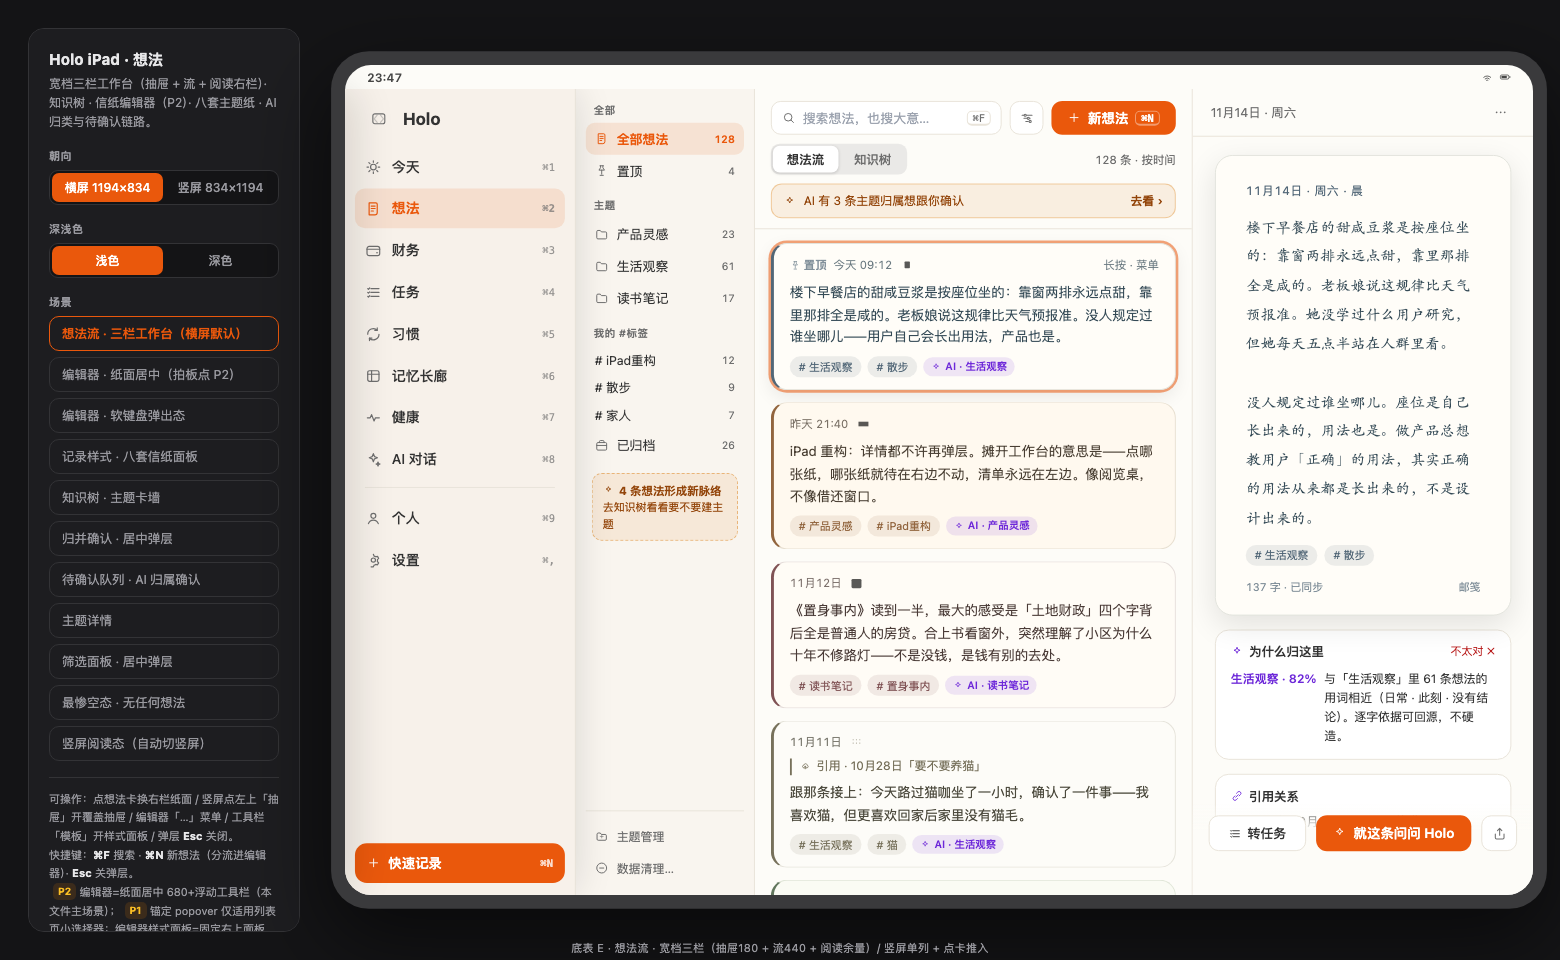 Holo iPad · 想法
宽档三栏工作台（抽屉 + 流 + 阅读右栏）·
知识树 · 信纸编辑器（P2）· 八套主题纸 · AI
归类与待确认链路。
朝向
横屏 1194×834
竖屏 834×1194
深浅色
浅色
深色
场景
想法流 · 三栏工作台（横屏默认）
编辑器 · 纸面居中（拍板点 P2）
编辑器 · 软键盘弹出态
记录样式 · 八套信纸面板
知识树 · 主题卡墙
归并确认 · 居中弹层
待确认队列 · AI 归属确认
主题详情
筛选面板 · 居中弹层
最惨空态 · 无任何想法
竖屏阅读态（自动切竖屏）
可操作：点想法卡换右栏纸面 / 竖屏点左上「抽
屉」开覆盖抽屉 / 编辑器「…」菜单 / 工具栏
「模板」开样式面板 / 弹层 Esc 关闭。
快捷键：⌘F 搜索 · ⌘N 新想法（分流进编辑
器）· Esc 关弹层。
P2 编辑器=纸面居中 680+浮动工具栏（本
文件主场景）； P1 锚定 popover 仅适用列表
页小选择器；编辑器样式面板=固定右上面板
23:47
Holo
今天 ⌘1
想法 ⌘2
财务 ⌘3
任务 ⌘4
习惯 ⌘5
记忆长廊 ⌘6
健康 ⌘7
AI 对话 ⌘8
个人 ⌘9
设置 ⌘,
+ 快速记录 ⌘N
全部
全部想法 128
置顶 4
主题
产品灵感 23
生活观察 61
读书笔记 17
我的 #标签
# iPad重构 12
# 散步 9
# 家人 7
已归档 26
4 条想法形成新脉络
去知识树看看要不要建主
题
主题管理
数据清理...
搜索想法，也搜大意... ⌘F
+ 新想法 ⌘N
想法流
知识树
128 条 · 按时间
AI 有 3 条主题归属想跟你确认
去看 ›
置顶 今天 09:12
长按 · 菜单
楼下早餐店的甜咸豆浆是按座位坐的：靠窗两排永远点甜，靠
里那排全是咸的。老板娘说这规律比天气预报准。没人规定过
谁坐哪儿——用户自己会长出用法，产品也是。
# 生活观察 # 散步 AI · 生活观察
昨天 21:40
iPad 重构：详情都不许再弹层。摊开工作台的意思是——点哪
张纸，哪张纸就待在右边不动，清单永远在左边。像阅览桌，
不像借还窗口。
# 产品灵感 # iPad重构 AI · 产品灵感
11月12日
《置身事内》读到一半，最大的感受是「土地财政」四个字背
后全是普通人的房贷。合上书看窗外，突然理解了小区为什么
十年不修路灯——不是没钱，是钱有别的去处。
# 读书笔记 # 置身事内 AI · 读书笔记
11月11日
引用 · 10月28日「要不要养猫」
跟那条接上：今天路过猫咖坐了一小时，确认了一件事——我
喜欢猫，但更喜欢回家后家里没有猫毛。
# 生活观察 # 猫 AI · 生活观察
11月14日 · 周六
···
11月14日 · 周六 · 晨
楼下早餐店的甜咸豆浆是按座位坐
的：靠窗两排永远点甜，靠里那排
全是咸的。老板娘说这规律比天气
预报准。她没学过什么用户研究，
但她每天五点半站在人群里看。
没人规定过谁坐哪儿。座位是自己
长出来的，用法也是。做产品总想
教用户「正确」的用法，其实正确
的用法从来都是长出来的，不是设
计出来的。
# 生活观察 # 散步
137 字 · 已同步
邮笺
为什么归这里
不太对 ×
生活观察 · 82%
与「生活观察」里 61 条想法的
用词相近（日常 · 此刻 · 没有结
论）。逐字依据可回源，不硬
造。
引用关系
日
转任务
就这条问问 Holo
底表 E · 想法流 · 宽档三栏（抽屉180 + 流440 + 阅读余量）/ 竖屏单列 + 点卡推入